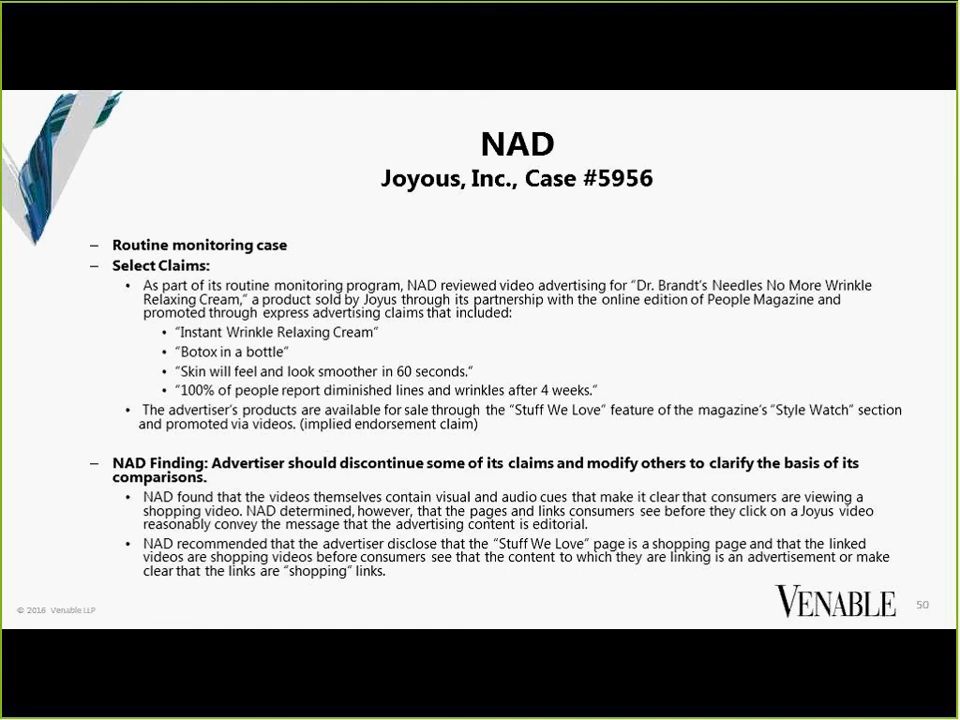 NAD
Joyous, Inc., Case #5956
– Routine monitoring case
– Select Claims:
• As part of its routine monitoring program, NAD reviewed video advertising for “Dr. Brandt’s Needles No More Wrinkle
Relaxing Cream,” a product sold by Joyus through its partnership with the online edition of People Magazine and
promoted through express advertising claims that included:
• “Instant Wrinkle Relaxing Cream”
• “Botox in a bottle”
• “Skin will feel and look smoother in 60 seconds.”
• “100% of people report diminished lines and wrinkles after 4 weeks.”
• The advertiser’s products are available for sale through the “Stuff We Love” feature of the magazine’s “Style Watch” section
and promoted via videos. (implied endorsement claim)
– NAD Finding: Advertiser should discontinue some of its claims and modify others to clarify the basis of its
comparisons.
• NAD found that the videos themselves contain visual and audio cues that make it clear that consumers are viewing a
shopping video. NAD determined, however, that the pages and links consumers see before they click on a Joyus video
reasonably convey the message that the advertising content is editorial.
• NAD recommended that the advertiser disclose that the “Stuff We Love” page is a shopping page and that the linked
videos are shopping videos before consumers see that the content to which they are linking is an advertisement or make
clear that the links are “shopping” links.
© 2016 Venable LLP
VENABLE
50